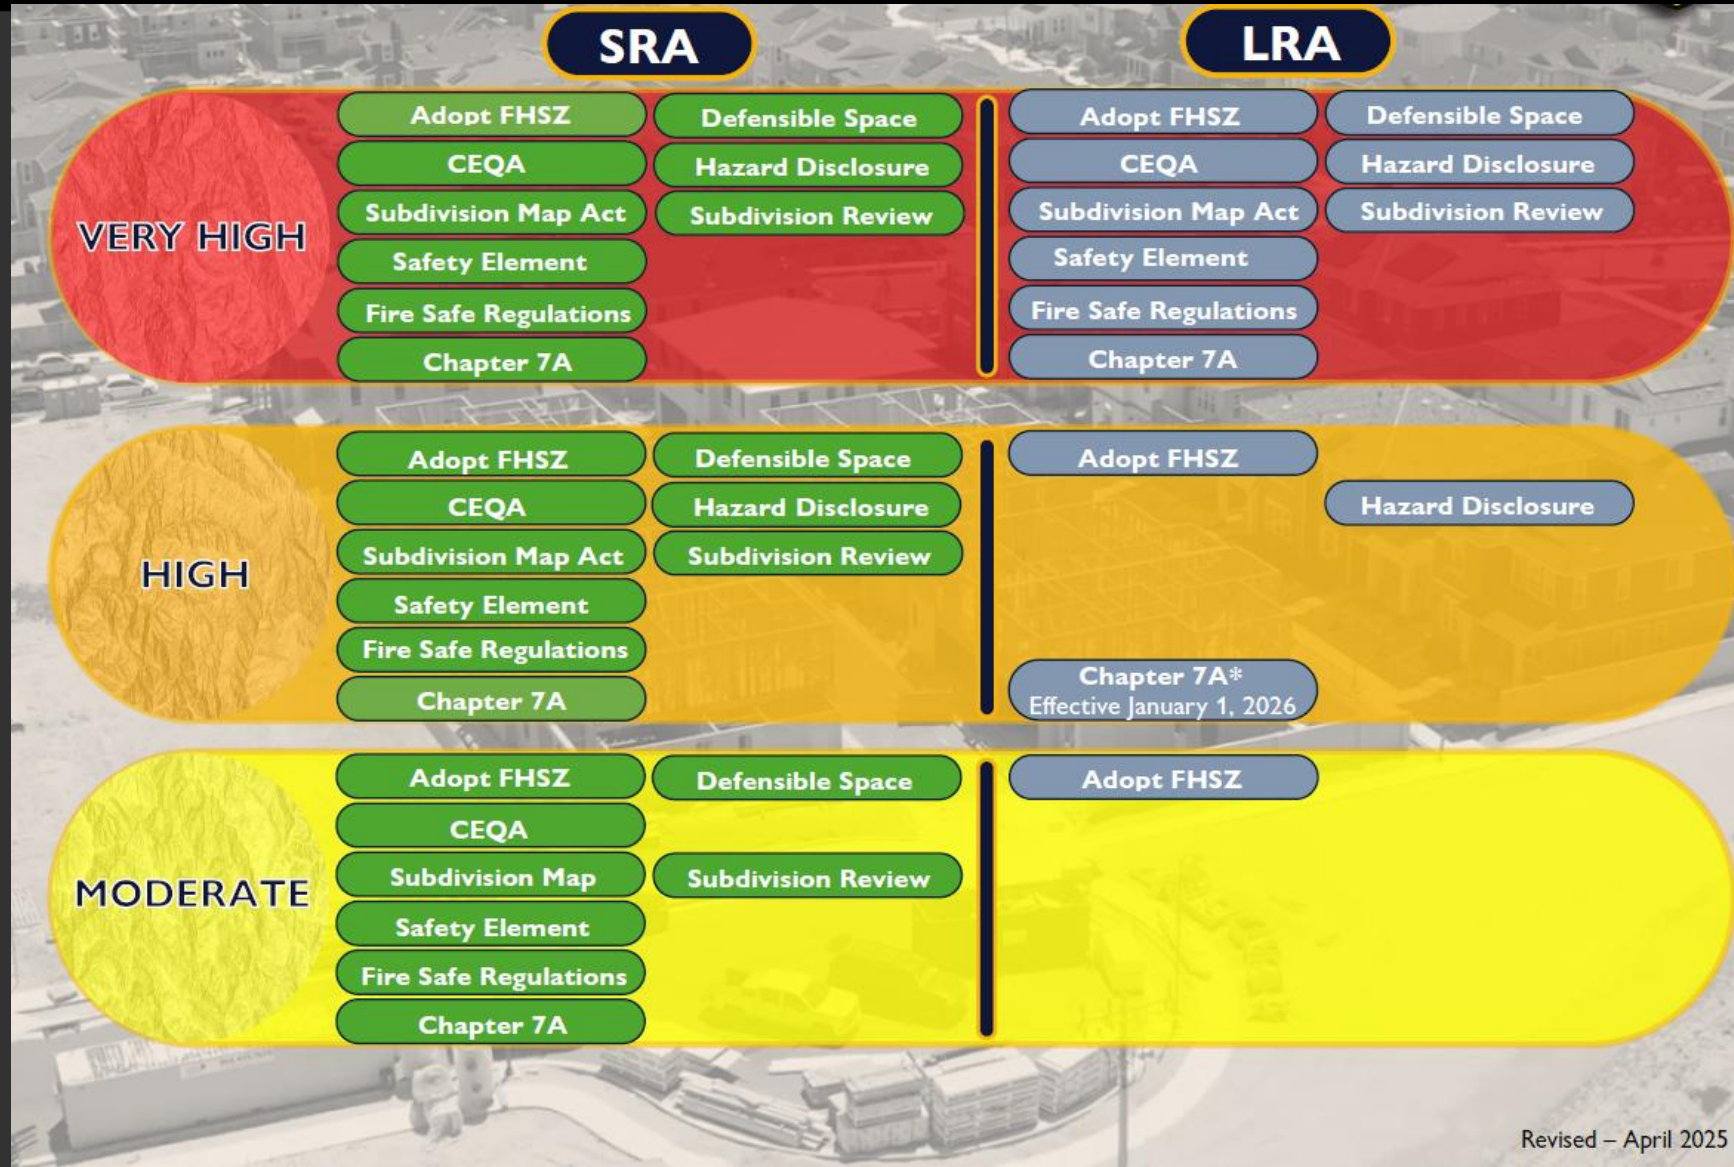 SRA
LRA
VERY HIGH
Adopt FHSZ
CEQA
Subdivision Map Act
Safety Element
Fire Safe Regulations
Chapter 7A
Defensible Space
Hazard Disclosure
Subdivision Review
Adopt FHSZ
CEQA
Subdivision Map Act
Safety Element
Fire Safe Regulations
Chapter 7A
Defensible Space
Hazard Disclosure
Subdivision Review
HIGH
Adopt FHSZ
CEQA
Subdivision Map Act
Safety Element
Fire Safe Regulations
Chapter 7A
Defensible Space
Hazard Disclosure
Subdivision Review
Adopt FHSZ
Chapter 7A*
Effective January 1, 2026
Hazard Disclosure
MODERATE
Adopt FHSZ
CEQA
Subdivision Map
Safety Element
Fire Safe Regulations
Chapter 7A
Defensible Space
Subdivision Review
Adopt FHSZ
Revised – April 2025